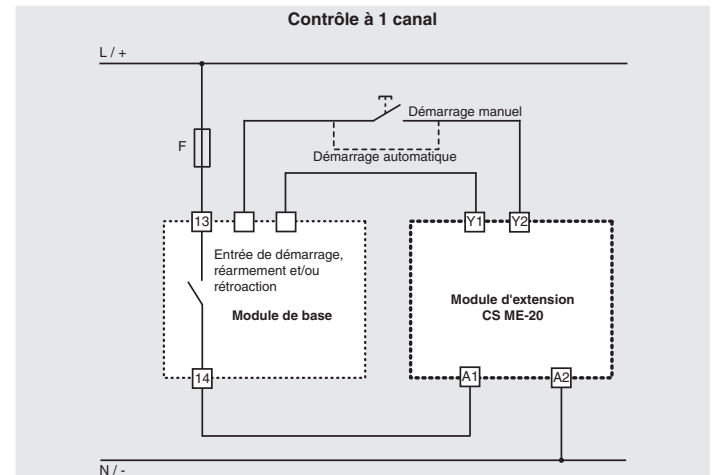 Contrôle à 1 canal
L / +
Démarrage manuel
F
Démarrage automatique
13
Y1
Y2
Entrée de démarrage,
réarmement et/ou
rétroaction
Module de base
Module d'extension
CS ME-20
14
A1
A2
N / -